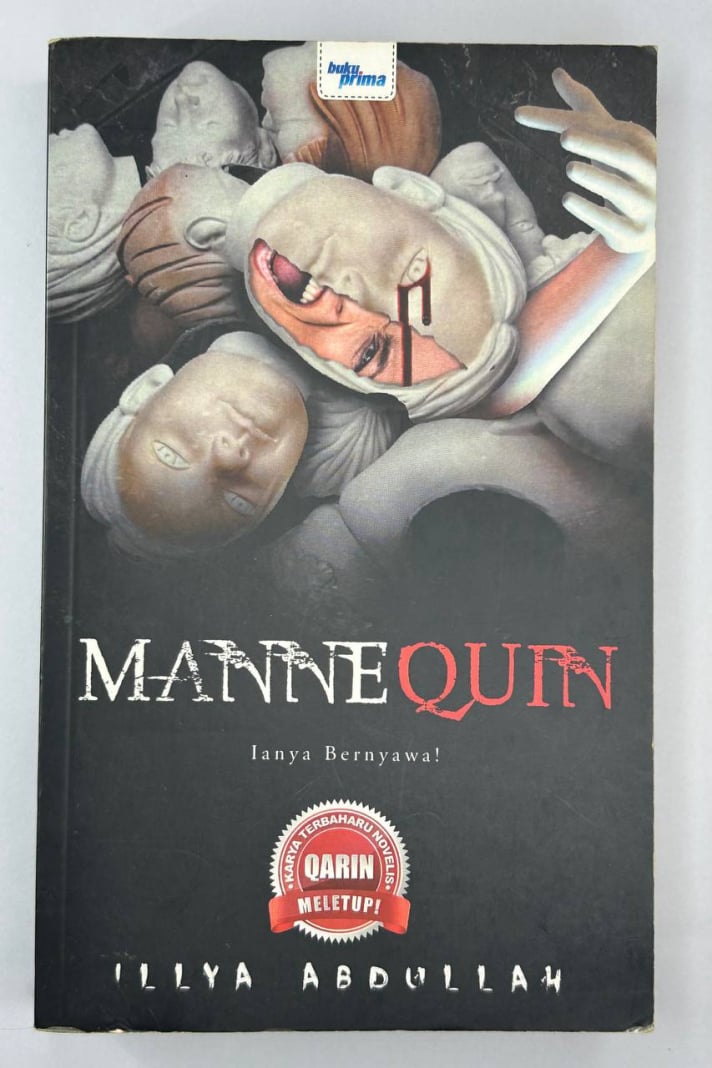 buku
prima
MANNEQUIN
Ianya Bernyawa!
KARYA TERBAHARU NOVELIS
QARIN
MELETUP!
ILLYA ABDULLAH